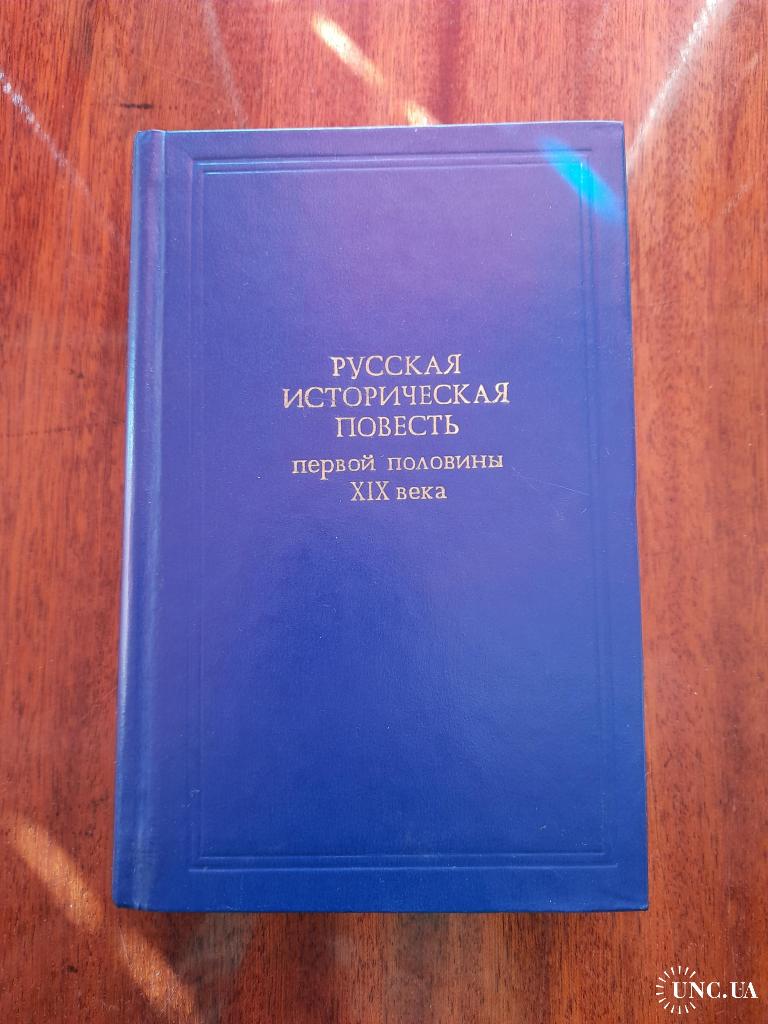 РУССКАЯ
ИСТОРИЧЕСКАЯ
ПОВЕСТЬ
первой половины
XIX века
UNC.UA